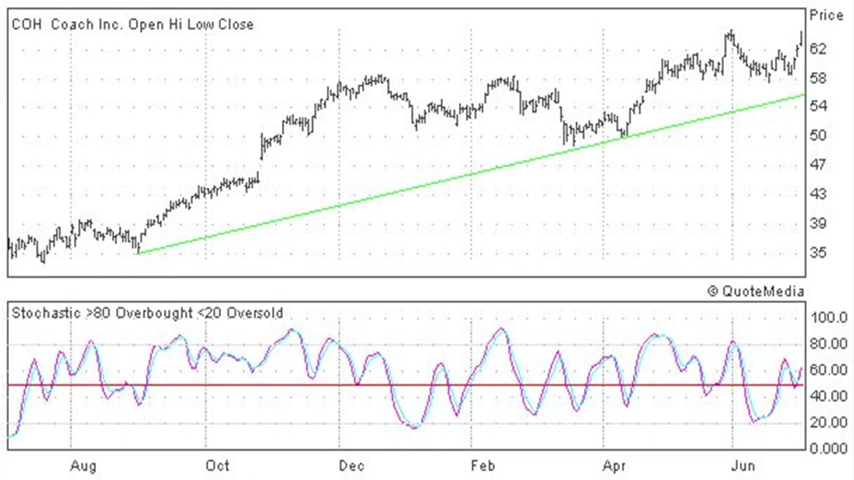 COH Coach Inc. Open Hi Low Close
Price
62
58
54
50
47
43
39
35
© QuoteMedia
Stochastic >80 Overbought <20 Oversold
100.0
80.00
60.00
40.00
20.00
0.000
Aug Oct Dec Feb Apr Jun